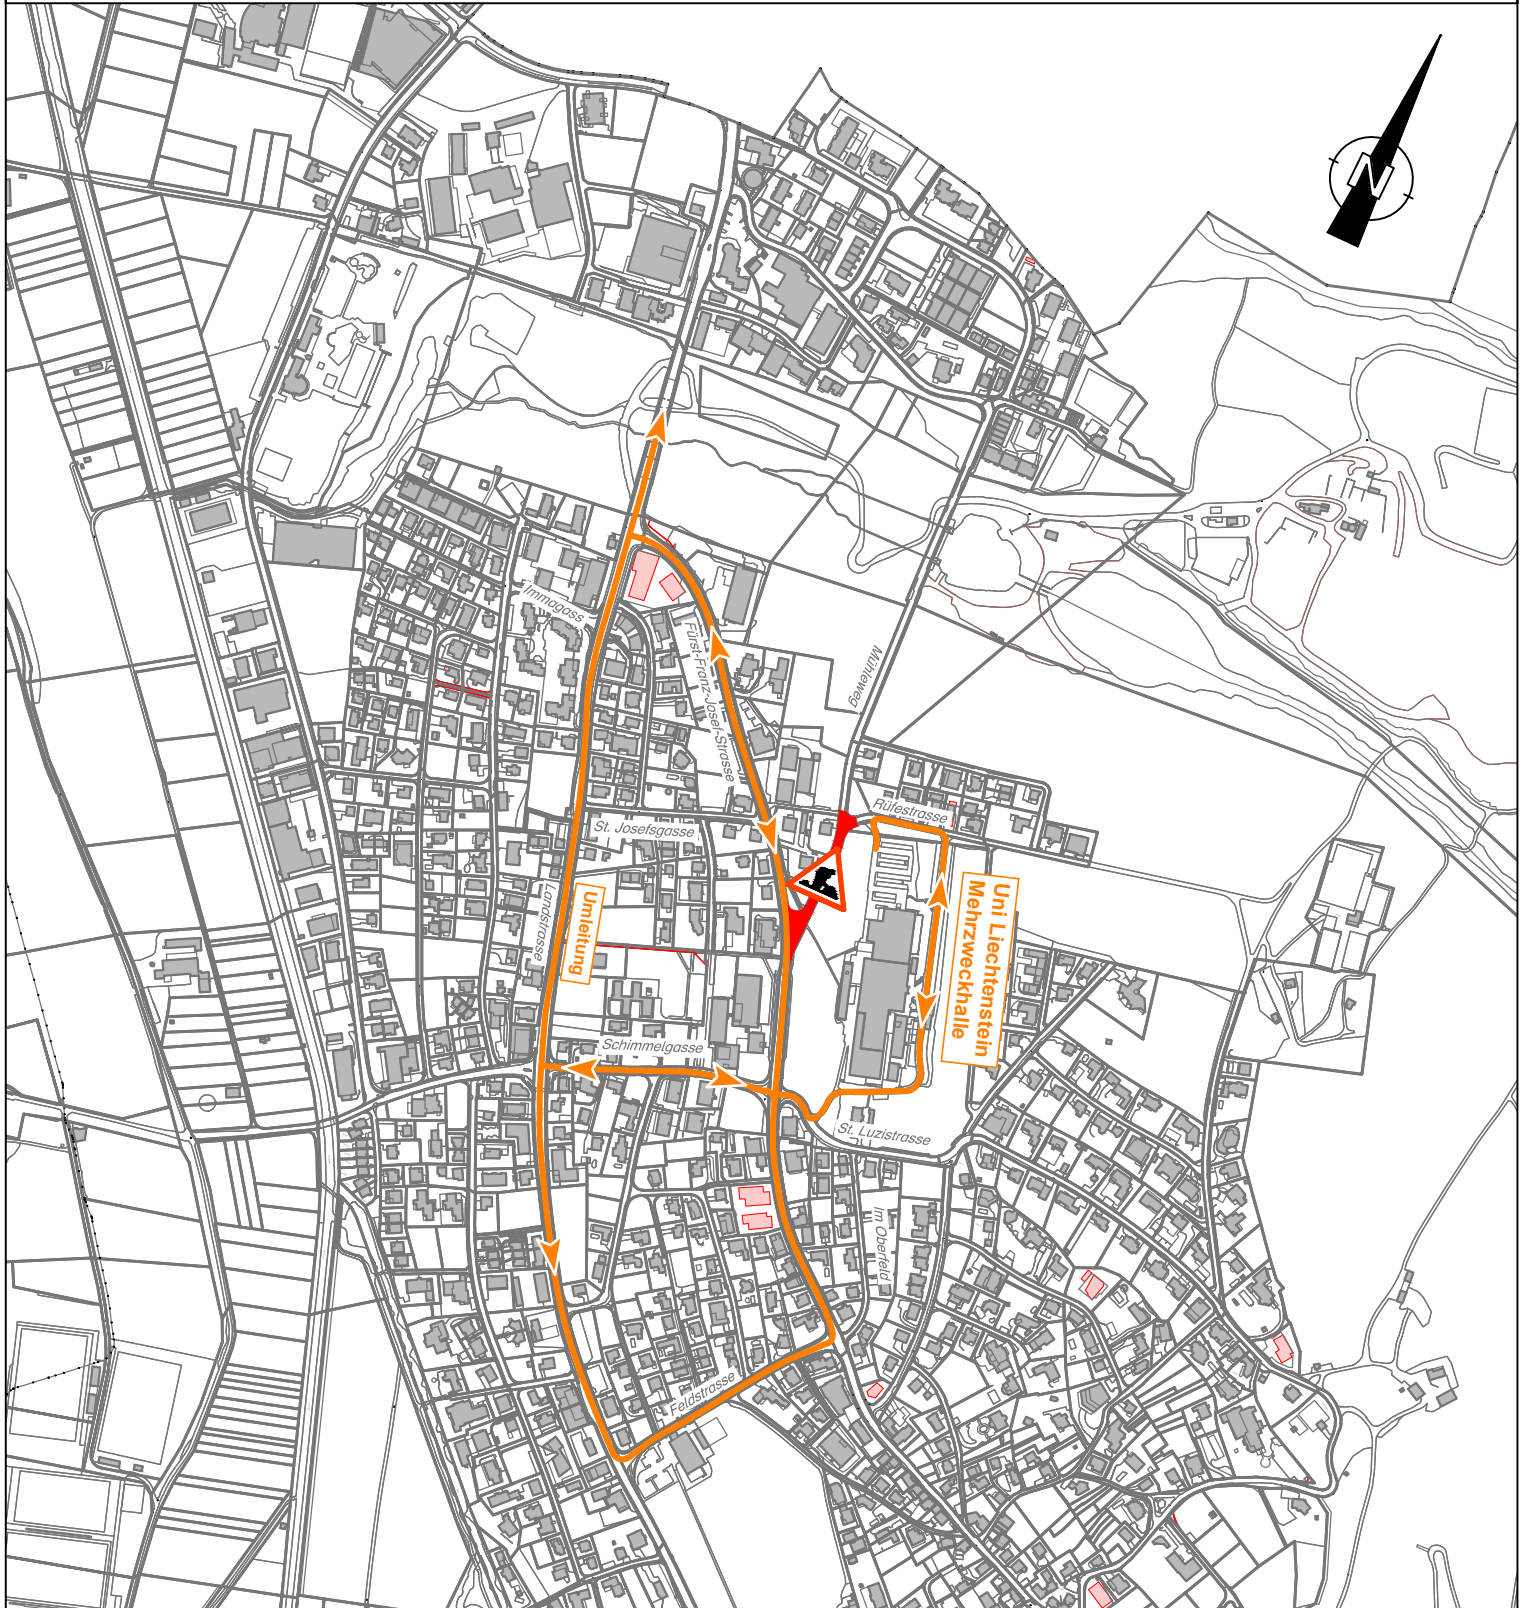 N
Immagass
Fürst-Franz-Josef-Strasse
Mühleweg
Rüfestrasse
St. Josefsgasse
Landstrasse
Umleitung
Uni Liechtenstein
Mehrzweckhalle
Schimmelgasse
St. Luzistrasse
Im Oberfeld
Feldstrasse